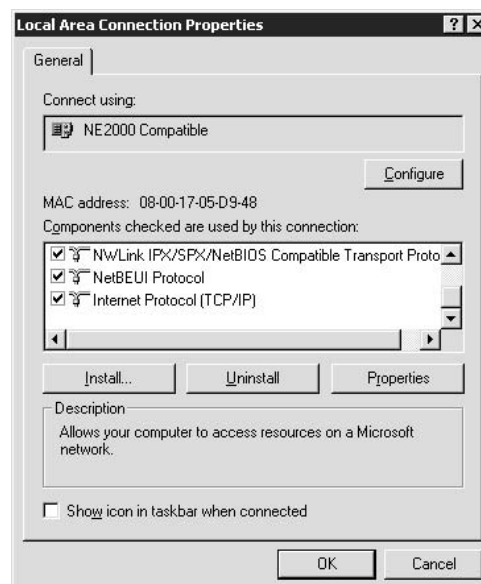 Local Area Connection Properties
General
Connect using:
NE2000 Compatible
Configure
MAC address: 08-00-17-05-D9-48
Components checked are used by this connection:
NWLink IPX/SPX/NetBIOS Compatible Transport Proto
NetBEUI Protocol
Internet Protocol (TCP/IP)
Install... Uninstall Properties
Description
Allows your computer to access resources on a Microsoft
network.
Show icon in taskbar when connected
OK Cancel